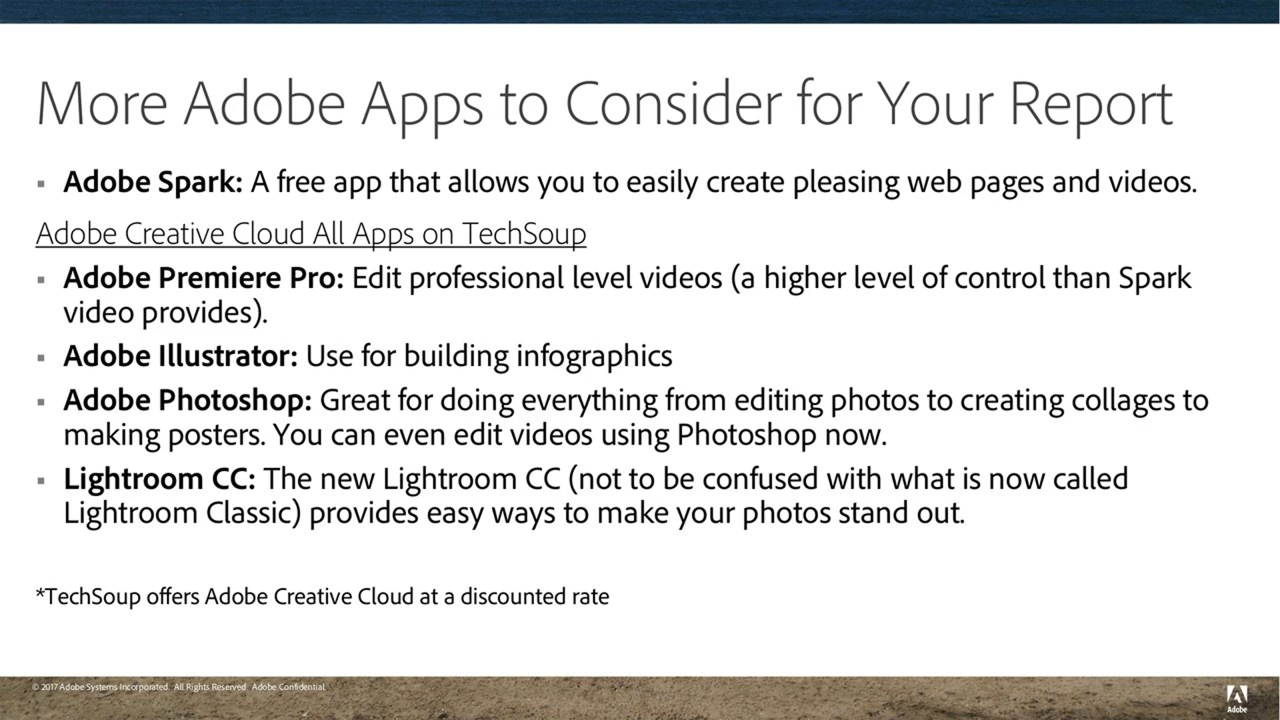 More Adobe Apps to Consider for Your Report
▪ Adobe Spark: A free app that allows you to easily create pleasing web pages and videos.
Adobe Creative Cloud All Apps on TechSoup
▪ Adobe Premiere Pro: Edit professional level videos (a higher level of control than Spark
video provides).
▪ Adobe Illustrator: Use for building infographics
▪ Adobe Photoshop: Great for doing everything from editing photos to creating collages to
making posters. You can even edit videos using Photoshop now.
▪ Lightroom CC: The new Lightroom CC (not to be confused with what is now called
Lightroom Classic) provides easy ways to make your photos stand out.
*TechSoup offers Adobe Creative Cloud at a discounted rate
© 2017 Adobe Systems Incorporated. All Rights Reserved. Adobe Confidential.
Adobe